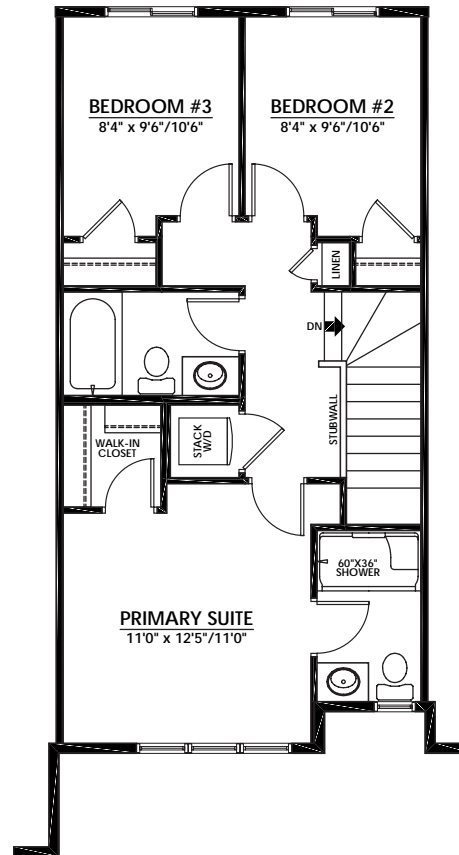 BEDROOM #3
8'4" x 9'6"/10'6"
BEDROOM #2
8'4" x 9'6"/10'6"
LINEN
DN
STUBWALL
WALK-IN
CLOSET
STACK
W/D
60"X36"
SHOWER
PRIMARY SUITE
11'0" x 12'5"/11'0"